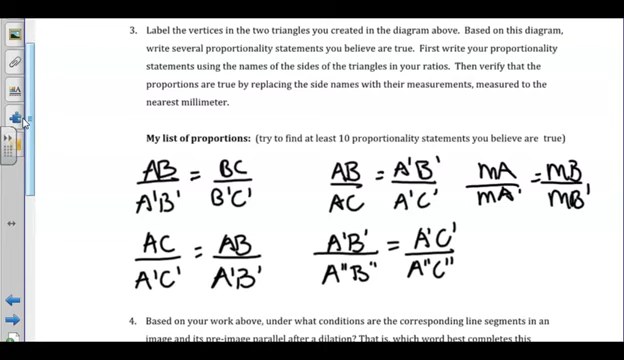 3. Label the vertices in the two triangles you created in the diagram above. Based on this diagram,
write several proportionality statements you believe are true. First write your proportionality
statements using the names of the sides of the triangles in your ratios. Then verify that the
proportions are true by replacing the side names with their measurements, measured to the
nearest millimeter.
My list of proportions: (try to find at least 10 proportionality statements you believe are true)
AB/A'B' = BC/B'C'
AB/AC = A'B'/A'C'
mA/mA' = mB/mB'
AC/A'C' = AB/A'B'
A'B'/A"B" = A'C'/A"C"
4. Based on your work above, under what conditions are the corresponding line segments in an
image and its pre-image parallel after a dilation? That is, which word best completes this